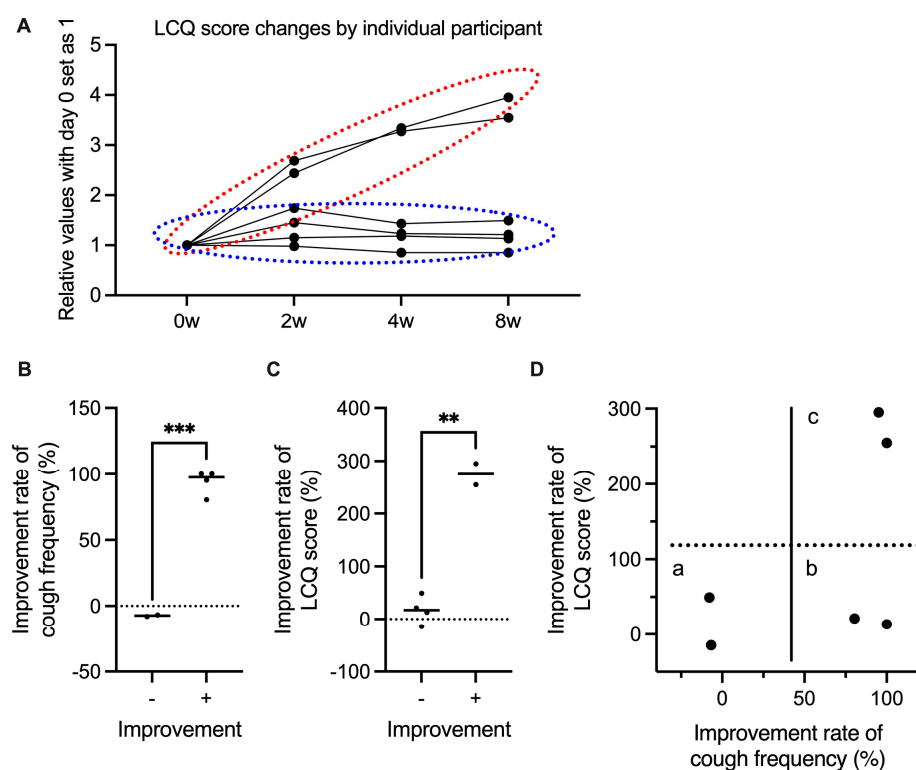 A
LCQ score changes by individual participant
Relative values with day 0 set as 1
5
4
3
2
1
0
0w
2w
4w
8w
B
Improvement rate of
cough frequency (%)
150
100
50
0
-50
***
-
+
Improvement
C
Improvement rate of
LCQ score (%)
400
300
200
100
0
-100
**
-
+
Improvement
D
Improvement rate of
LCQ score (%)
300
200
100
0
c
a
b
0
50
100
Improvement rate of
cough frequency (%)